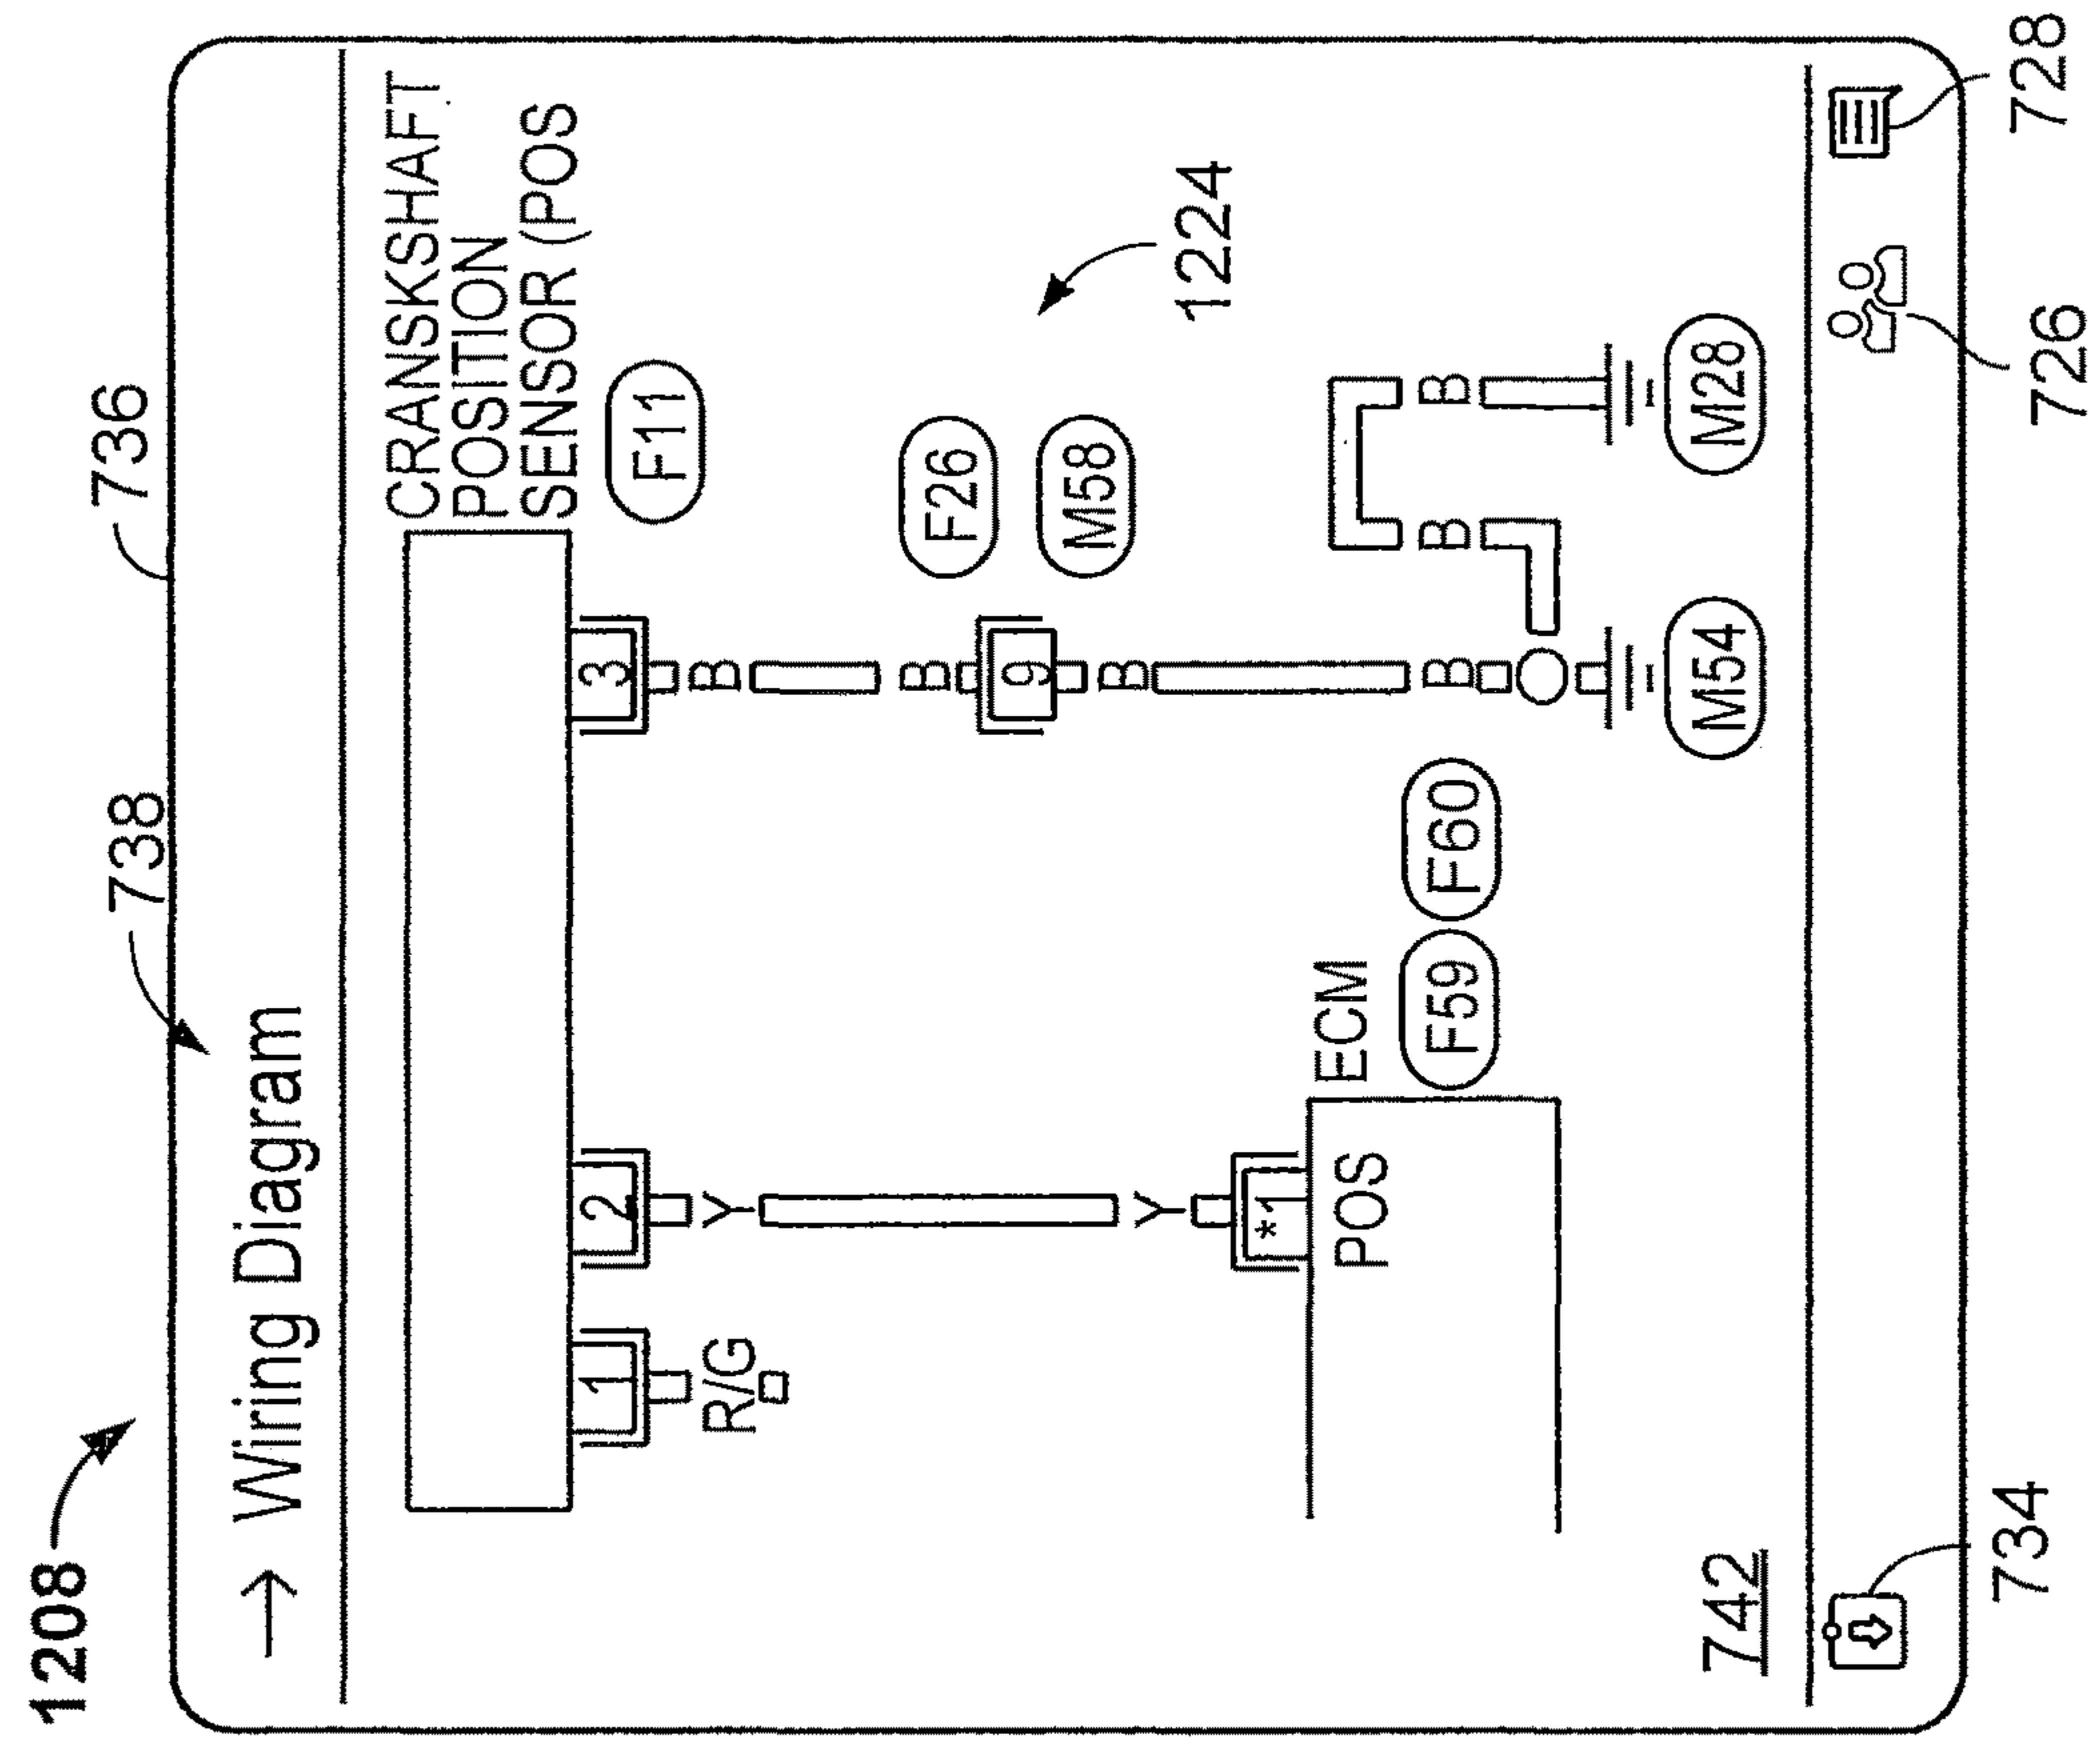 1208
738
736
→ Wiring Diagram
CRANSKSHAFT
POSITION
SENSOR (POS
F11
1
2
3
R/G
Y
B
F26
B
9
M58
B
1224
Y
*1
POS
ECM
F59
F60
B
B
B
M54
M28
742
734
726
728